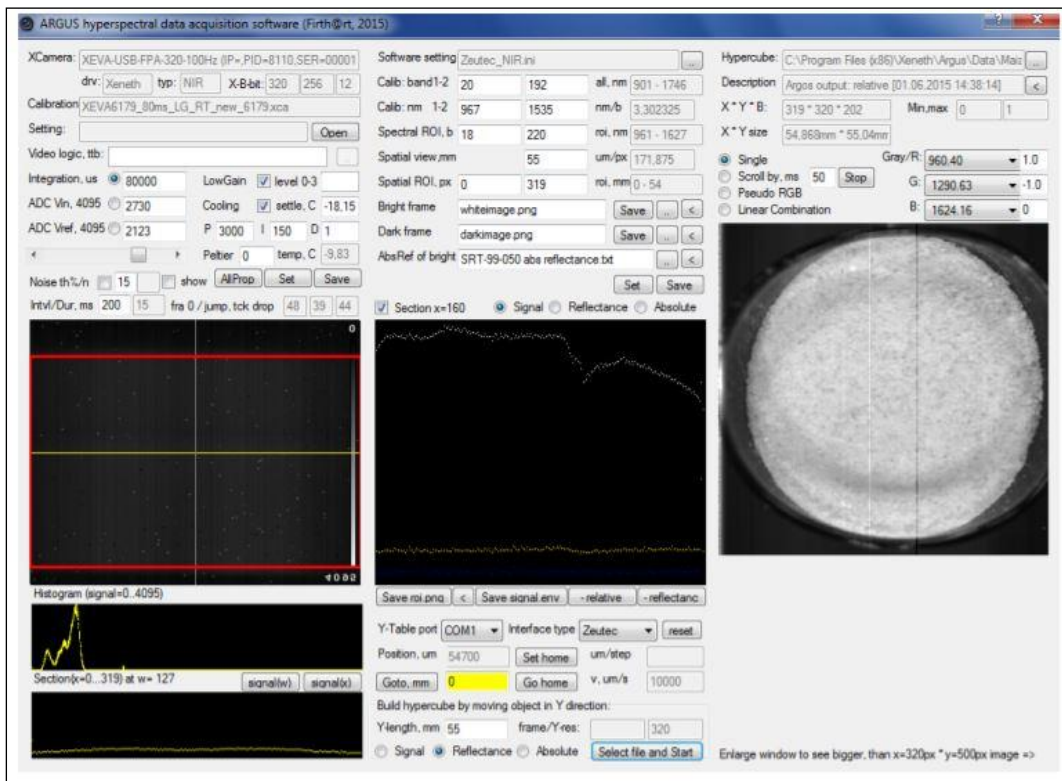 ARGUS hyperspectral data acquisition software (Firth@rt, 2015)
XCamera: XEVA-USB-FPA-320-100Hz (IP=,PID=8110,SER=00001
drv: Xeneth typ: NIR X-B-bit: 320 256 12
Calibration XEVA6179_80ms_LG_RT_new_6179.xca
Setting: Open
Video logic, ttb:
Integration, us 80000 LowGain level 0-3
ADC Vin, 4095 2730 Cooling settle, C -18,15
ADC Vref, 4095 2123 P 3000 I 150 D 1
Peltier 0 temp, C -9,83
Noise th%/n 15 show AllProp Set Save
Intvl/Dur, ms 200 15 fra 0 / jump, tck drop 48 39 44
0
4000
Histogram (signal=0..4095)
Section(x=0...319) at w= 127 signal(w) signal(x)
Software setting Zeutec_NIR.ini ..
Calib: band1-2 20 192 all, nm 901 - 1746
Calib: nm 1-2 967 1535 nm/b 3,302325
Spectral ROI, b 18 220 roi, nm 961 - 1627
Spatial view,mm 55 um/px 171,875
Spatial ROI, px 0 319 roi, mm 0 - 54
Bright frame whiteimage.png Save .. <
Dark frame darkimage.png Save .. <
AbsRef of bright SRT-99-050 abs reflectance.txt .. <
Set Save
Section x=160 Signal Reflectance Absolute
Save roi.png < Save signal.env - relative - reflectanc
Y-Table port COM1 Interface type Zeutec reset
Position, um 54700 Set home um/step
Goto, mm 0 Go home v, um/s 10000
Build hypercube by moving object in Y direction:
Y-length, mm 55 frame/Y-res: 320
Signal Reflectance Absolute Select file and Start
Hypercube: C:\Program Files (x86)\Xeneth\Argus\Data\Mais ..
Description Argos output: relative [01.06.2015 14:38:14] <
X * Y * B: 319 * 320 * 202 Min,max 0 1
X * Y size 54,868mm * 55,04mm
Single Gray/R: 960.40 1.0
Scroll by, ms 50 Stop G: 1290.63 -1.0
Pseudo RGB
Linear Combination B: 1624.16 0
Enlarge window to see bigger, than x=320px * y=500px image =>